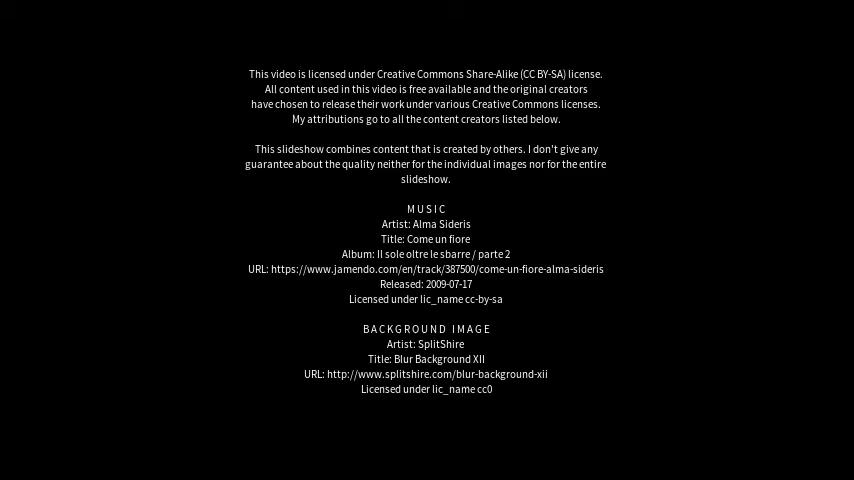 This video is licensed under Creative Commons Share-Alike (CC BY-SA) license.
All content used in this video is free available and the original creators
have chosen to release their work under various Creative Commons licenses.
My attributions go to all the content creators listed below.
This slideshow combines content that is created by others. I don't give any
guarantee about the quality neither for the individual images nor for the entire
slideshow.
MUSIC
Artist: Alma Sideris
Title: Come un fiore
Album: Il sole oltre le sbarre / parte 2
URL: https://www.jamendo.com/en/track/387500/come-un-fiore-alma-sideris
Released: 2009-07-17
Licensed under lic_name cc-by-sa
BACKGROUND IMAGE
Artist: SplitShire
Title: Blur Background XII
URL: http://www.splitshire.com/blur-background-xii
Licensed under lic_name cc0